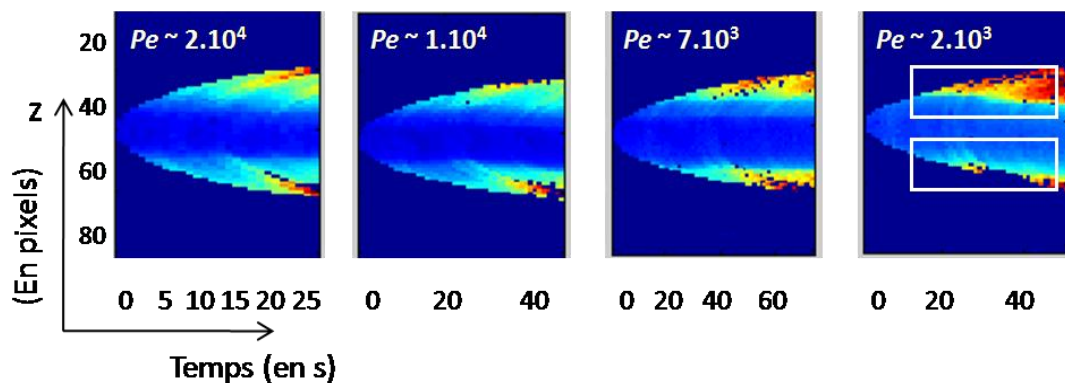 Pe ~ 2.10⁴
Pe ~ 1.10⁴
Pe ~ 7.10³
Pe ~ 2.10³
20
40
60
80
z
(En pixels)
0 5 10 15 20 25
0 20 40
0 20 40 60
0 20 40
Temps (en s)